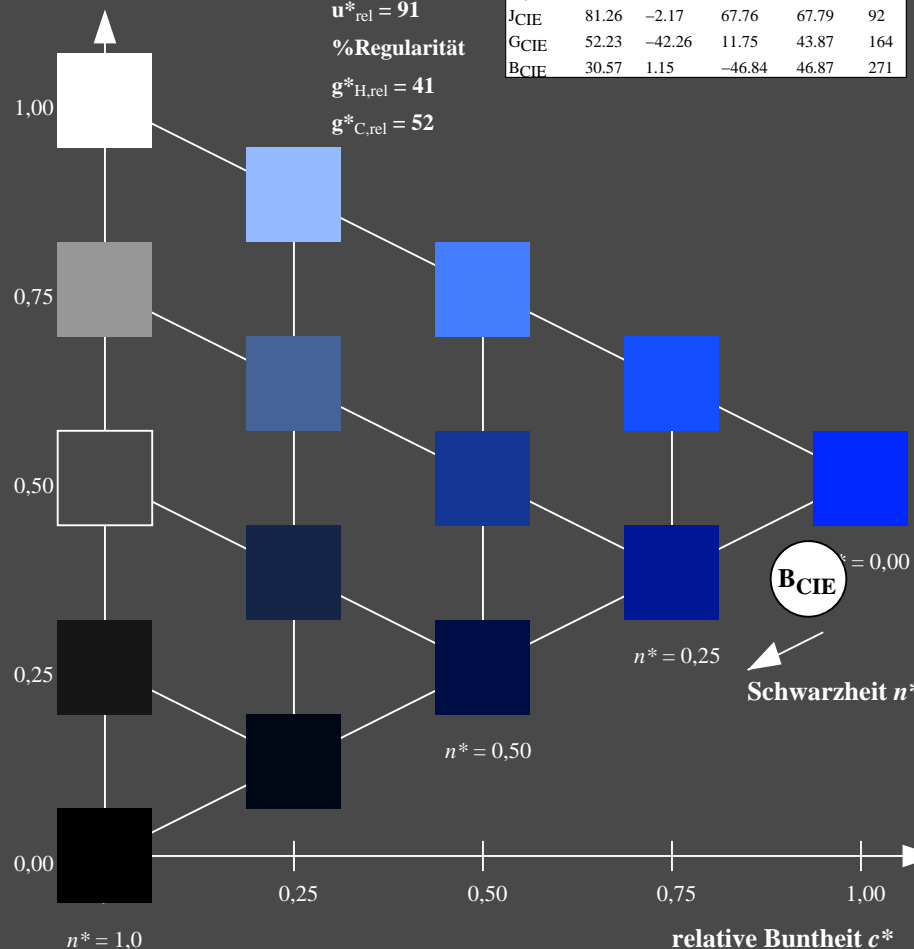 u*rel = 91
%Regularität
g*H,rel = 41
g*C,rel = 52
JCIE 81.26 −2.17 67.76 67.79 92
GCIE 52.23 −42.26 11.75 43.87 164
BCIE 30.57 1.15 −46.84 46.87 271
1,00
0,75
0,50
0,25
0,00
BCIE
* = 0,00
n* = 0,25
Schwarzheit n*
n* = 0,50
0,25 0,50 0,75 1,00
n* = 1,0
relative Buntheit c*